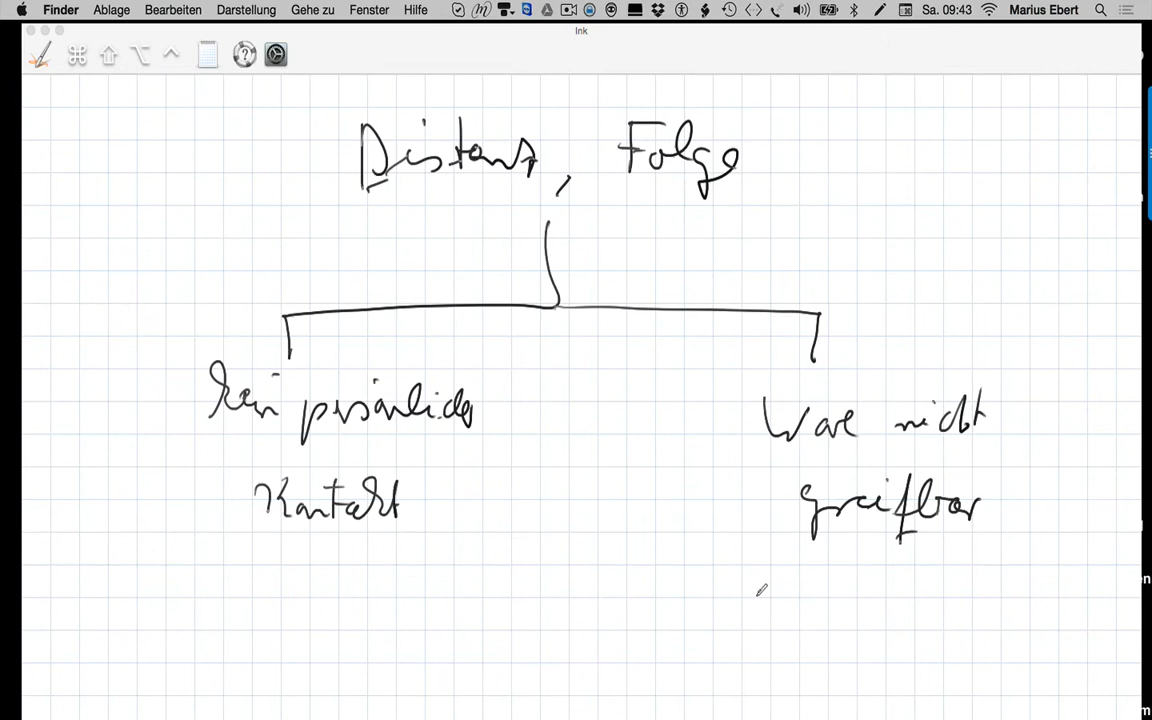 Finder Ablage Bearbeiten Darstellung Gehe zu Fenster Hilfe Sa. 09:43 Marius Ebert
Ink
Distanz, Folge
kein persönlicher
Kontakt
Ware nicht
greifbar
en
m